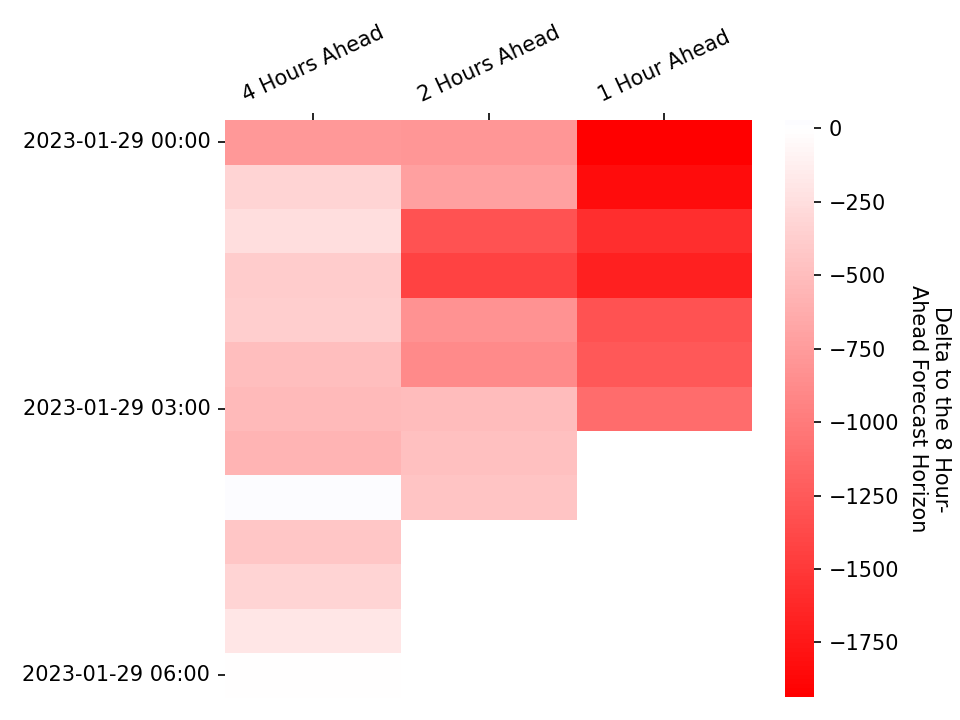 4 Hours Ahead
2 Hours Ahead
1 Hour Ahead
2023-01-29 00:00
2023-01-29 03:00
2023-01-29 06:00
0
−250
−500
−750
−1000
−1250
−1500
−1750
Delta to the 8 Hour-
Ahead Forecast Horizon